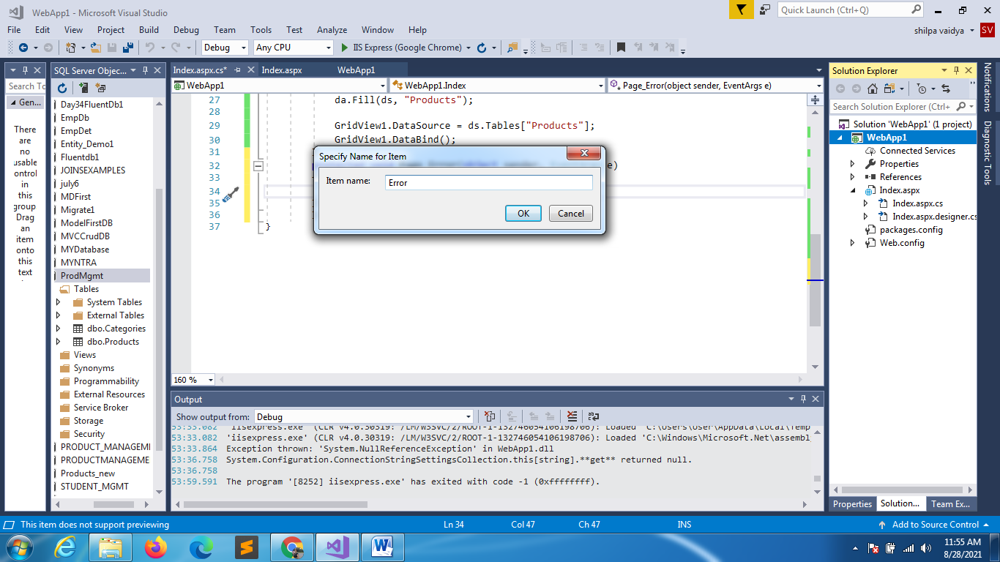 WebApp1 - Microsoft Visual Studio
Quick Launch (Ctrl+Q)
File Edit View Project Build Debug Team Tools Test Analyze Window Help
shilpa vaidya SV
Debug Any CPU IIS Express (Google Chrome)
SQL Server Objec...
Index.aspx.cs* Index.aspx WebApp1
Solution Explorer
Notifications
Diagnostic Tools
Search To
WebApp1 WebApp1.Index Page_Error(object sender, EventArgs e)
Gen...
There
are
no
usable
ontrol
in
this
group
Drag
an
item
onto
this
text
Day34FluentDb1
EmpDb
EmpDet
Entity_Demo1
Fluentdb1
JOINSEXAMPLES
july6
MDFirst
Migrate1
ModelFirstDB
MVCCrudDB
MYDatabase
MYNTRA
ProdMgmt
Tables
System Tables
External Tables
dbo.Categories
dbo.Products
Views
Synonyms
Programmability
External Resources
Service Broker
Storage
Security
PRODUCT_MANAGEMI
PRODUCTMANAGEME
Products_new
STUDENT_MGMT
27 da.Fill(ds, "Products");
28
29 GridView1.DataSource = ds.Tables["Products"];
30 GridView1.DataBind();
31
32 e)
33
34
35
36
37 }
Specify Name for Item
Item name: Error
OK Cancel
160 %
Search Solution Explorer (Ctrl+
Solution 'WebApp1' (1 project)
WebApp1
Connected Services
Properties
References
Index.aspx
Index.aspx.cs
Index.aspx.designer.cs
packages.config
Web.config
Output
Show output from: Debug
53:33.082 'iisexpress.exe' (CLR v4.0.30319: /LM/W3SVC/2/ROOT-1-132746054106198706): Loaded 'C:\Users\User\AppData\Local\Temp
53:33.082 'iisexpress.exe' (CLR v4.0.30319: /LM/W3SVC/2/ROOT-1-132746054106198706): Loaded 'C:\Windows\Microsoft.Net\assembl
53:33.864 Exception thrown: 'System.NullReferenceException' in WebApp1.dll
53:36.758 System.Configuration.ConnectionStringSettingsCollection.this[string].**get** returned null.
53:36.758
53:59.591 The program '[8252] iisexpress.exe' has exited with code -1 (0xffffffff).
Properties Solution... Team Ex...
This item does not support previewing Ln 34 Col 47 Ch 47 INS Add to Source Control
11:55 AM
8/28/2021